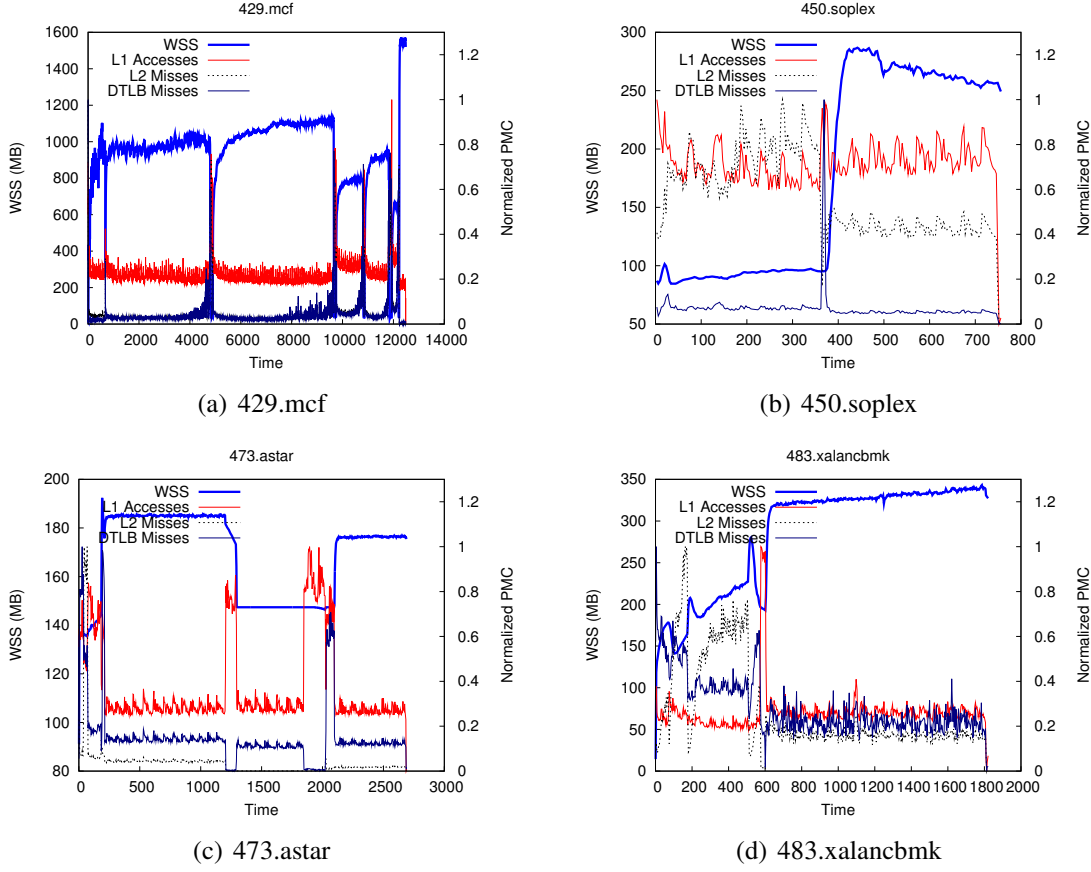 429.mcf
WSS
L1 Accesses
L2 Misses
DTLB Misses
WSS (MB)
0
200
400
600
800
1000
1200
1400
1600
Normalized PMC
0
0.2
0.4
0.6
0.8
1
1.2
0 2000 4000 6000 8000 10000 12000 14000
Time
(a) 429.mcf
450.soplex
WSS
L1 Accesses
L2 Misses
DTLB Misses
WSS (MB)
50
100
150
200
250
300
Normalized PMC
0
0.2
0.4
0.6
0.8
1
1.2
0 100 200 300 400 500 600 700 800
Time
(b) 450.soplex
473.astar
WSS
L1 Accesses
L2 Misses
DTLB Misses
WSS (MB)
80
100
120
140
160
180
200
Normalized PMC
0
0.2
0.4
0.6
0.8
1
1.2
0 500 1000 1500 2000 2500 3000
Time
(c) 473.astar
483.xalancbmk
WSS
L1 Accesses
L2 Misses
DTLB Misses
WSS (MB)
0
50
100
150
200
250
300
350
Normalized PMC
0
0.2
0.4
0.6
0.8
1
1.2
0 200 400 600 800 1000 1200 1400 1600 1800 2000
Time
(d) 483.xalancbmk